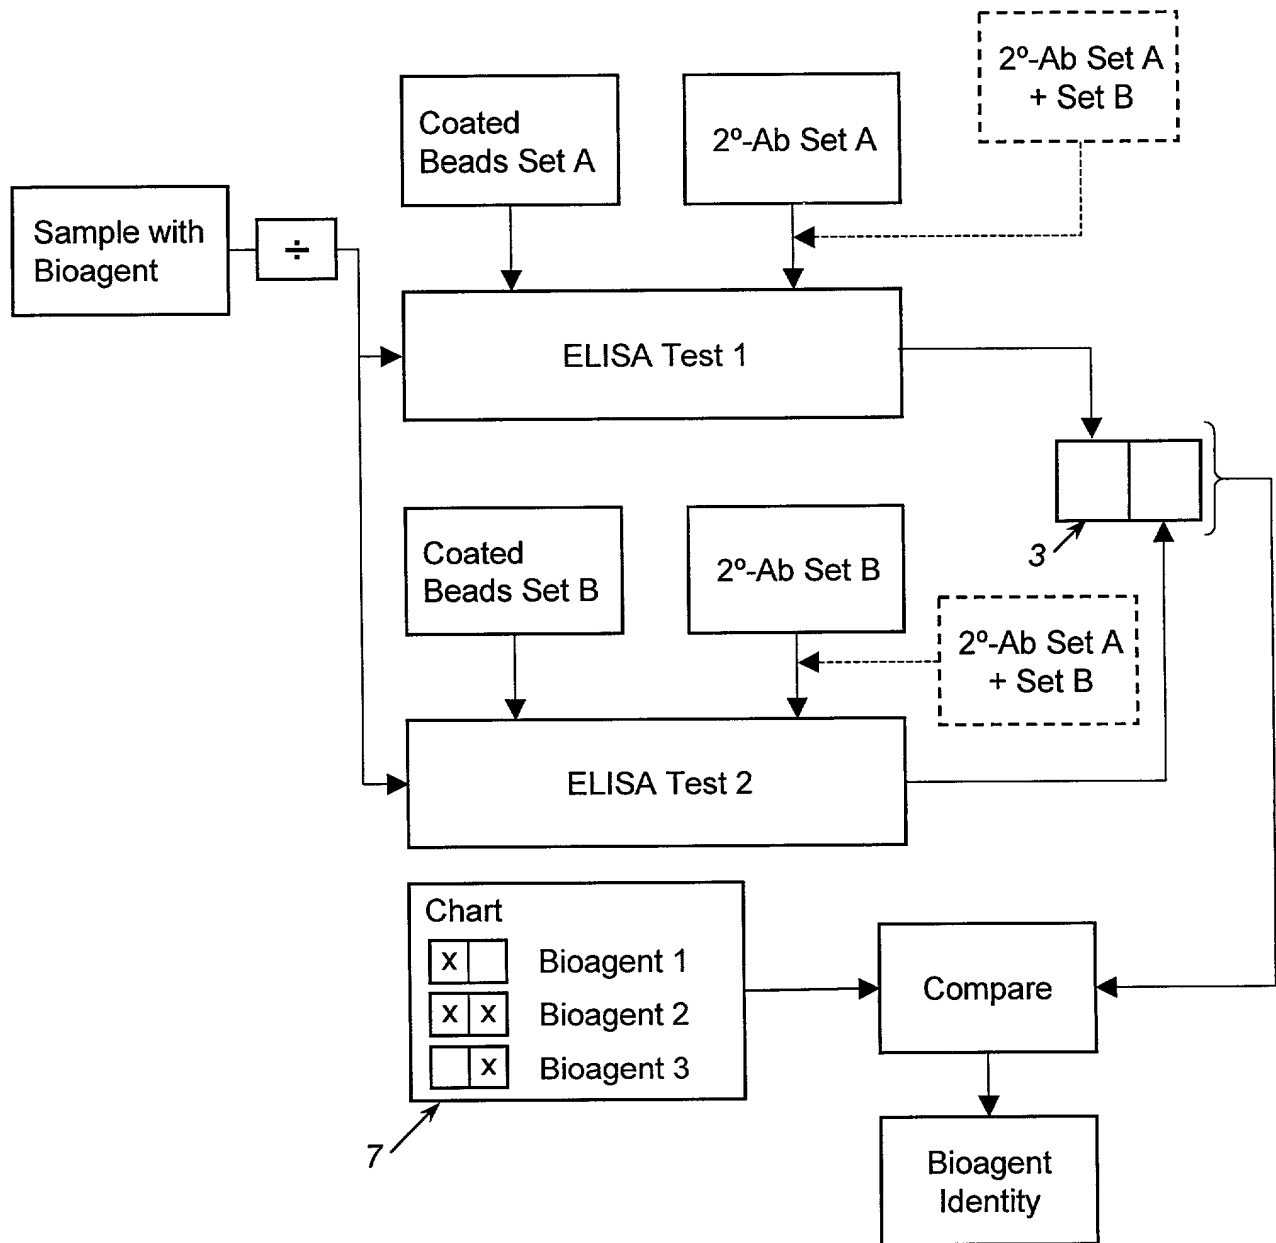 2º-Ab Set A
+ Set B
Coated
Beads Set A
2º-Ab Set A
Sample with
Bioagent
÷
ELISA Test 1
3
Coated
Beads Set B
2º-Ab Set B
2º-Ab Set A
+ Set B
ELISA Test 2
Chart
x Bioagent 1
x x Bioagent 2
x Bioagent 3
7
Compare
Bioagent
Identity